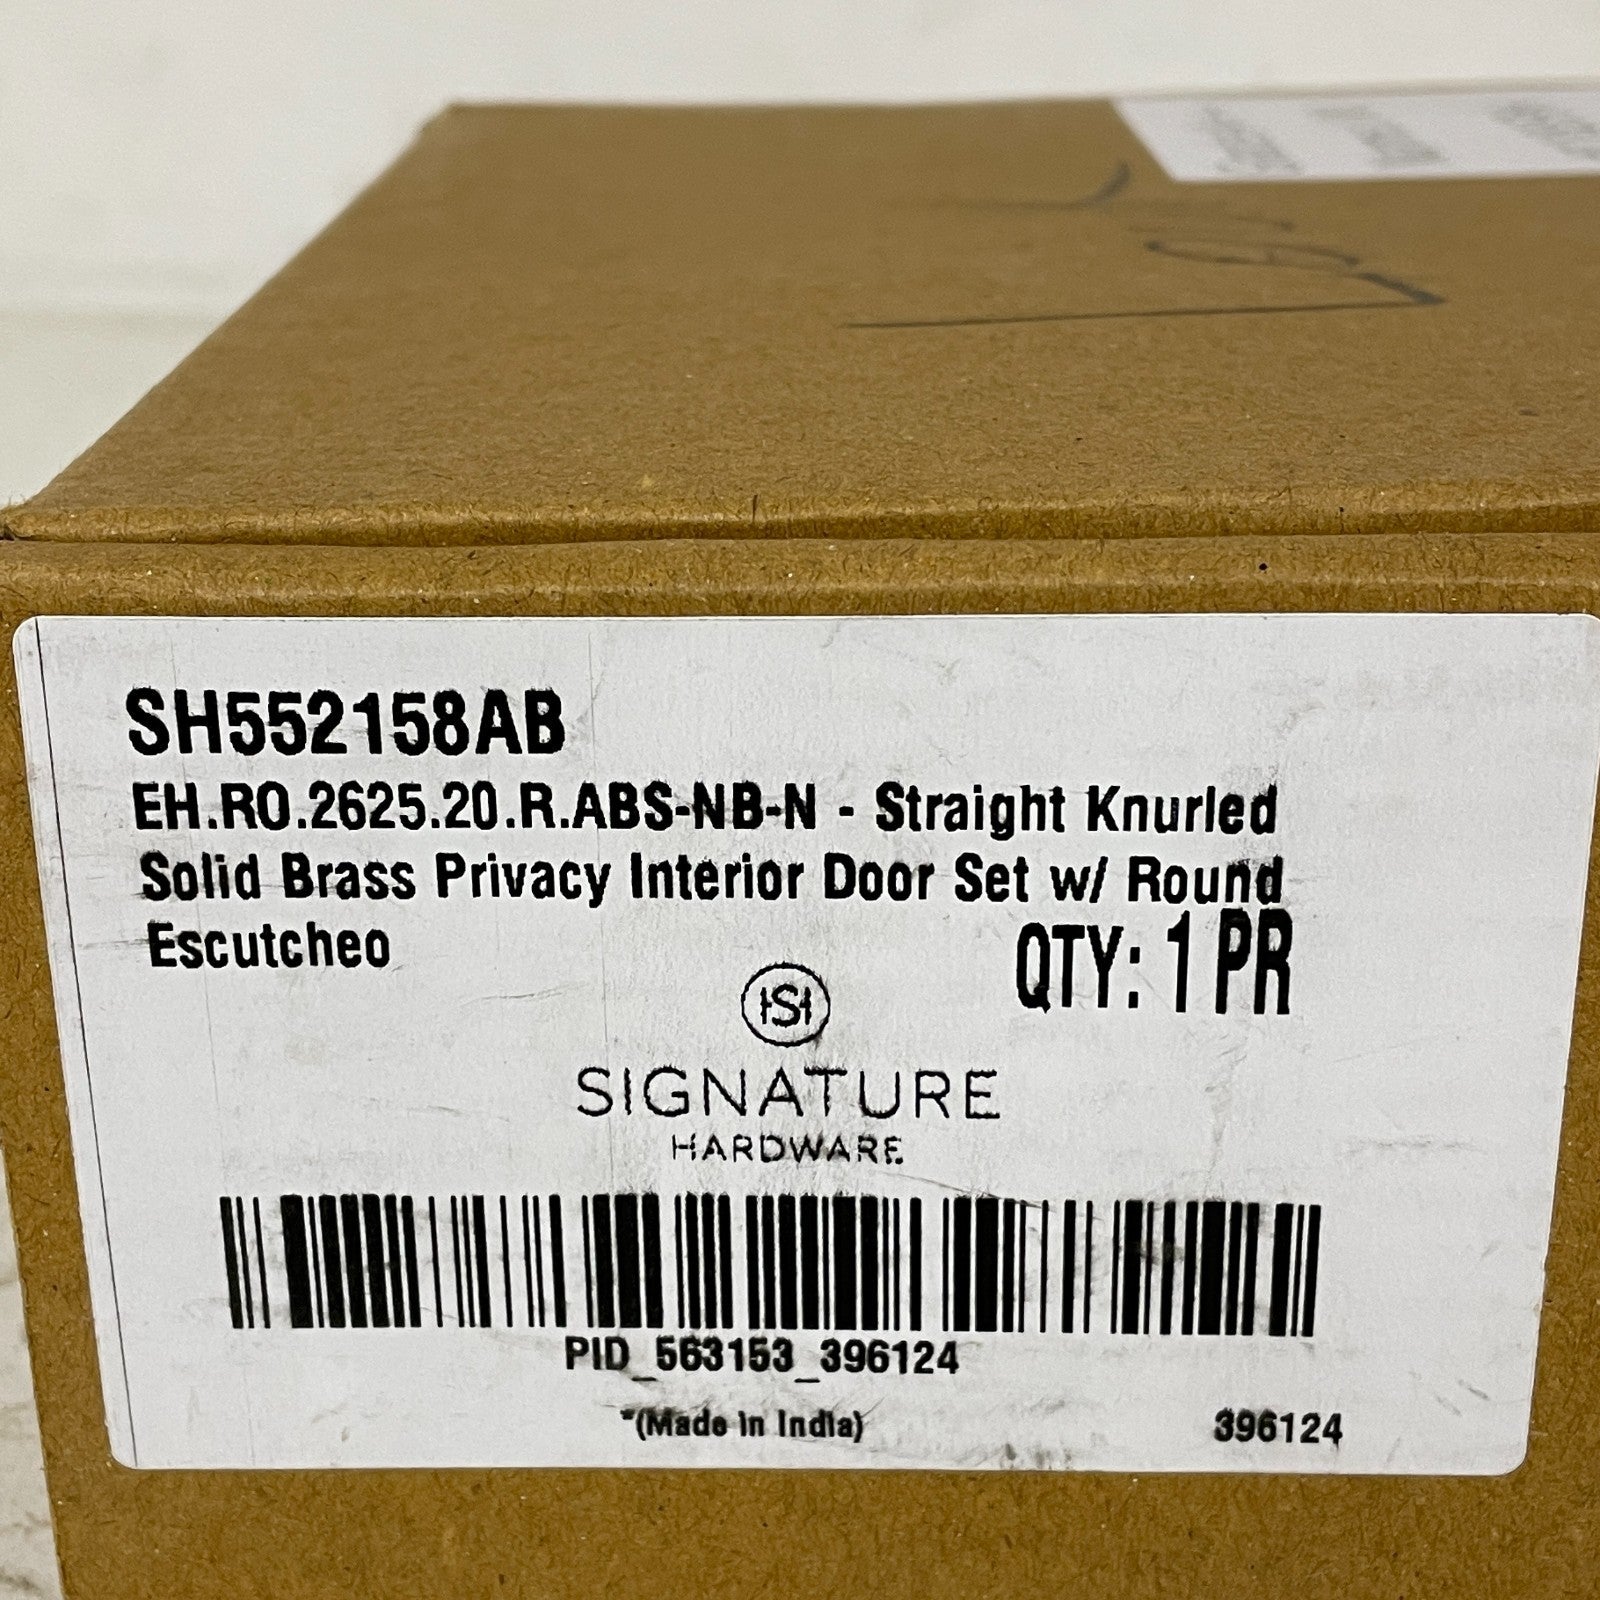 SH552158AB
EH.RO.2625.20.R.ABS-NB-N - Straight Knurled
Solid Brass Privacy Interior Door Set w/ Round
Escutcheo
QTY: 1 PR
HSH
SIGNATURE
HARDWARE
PID_563153_396124
*(Made in India)
396124